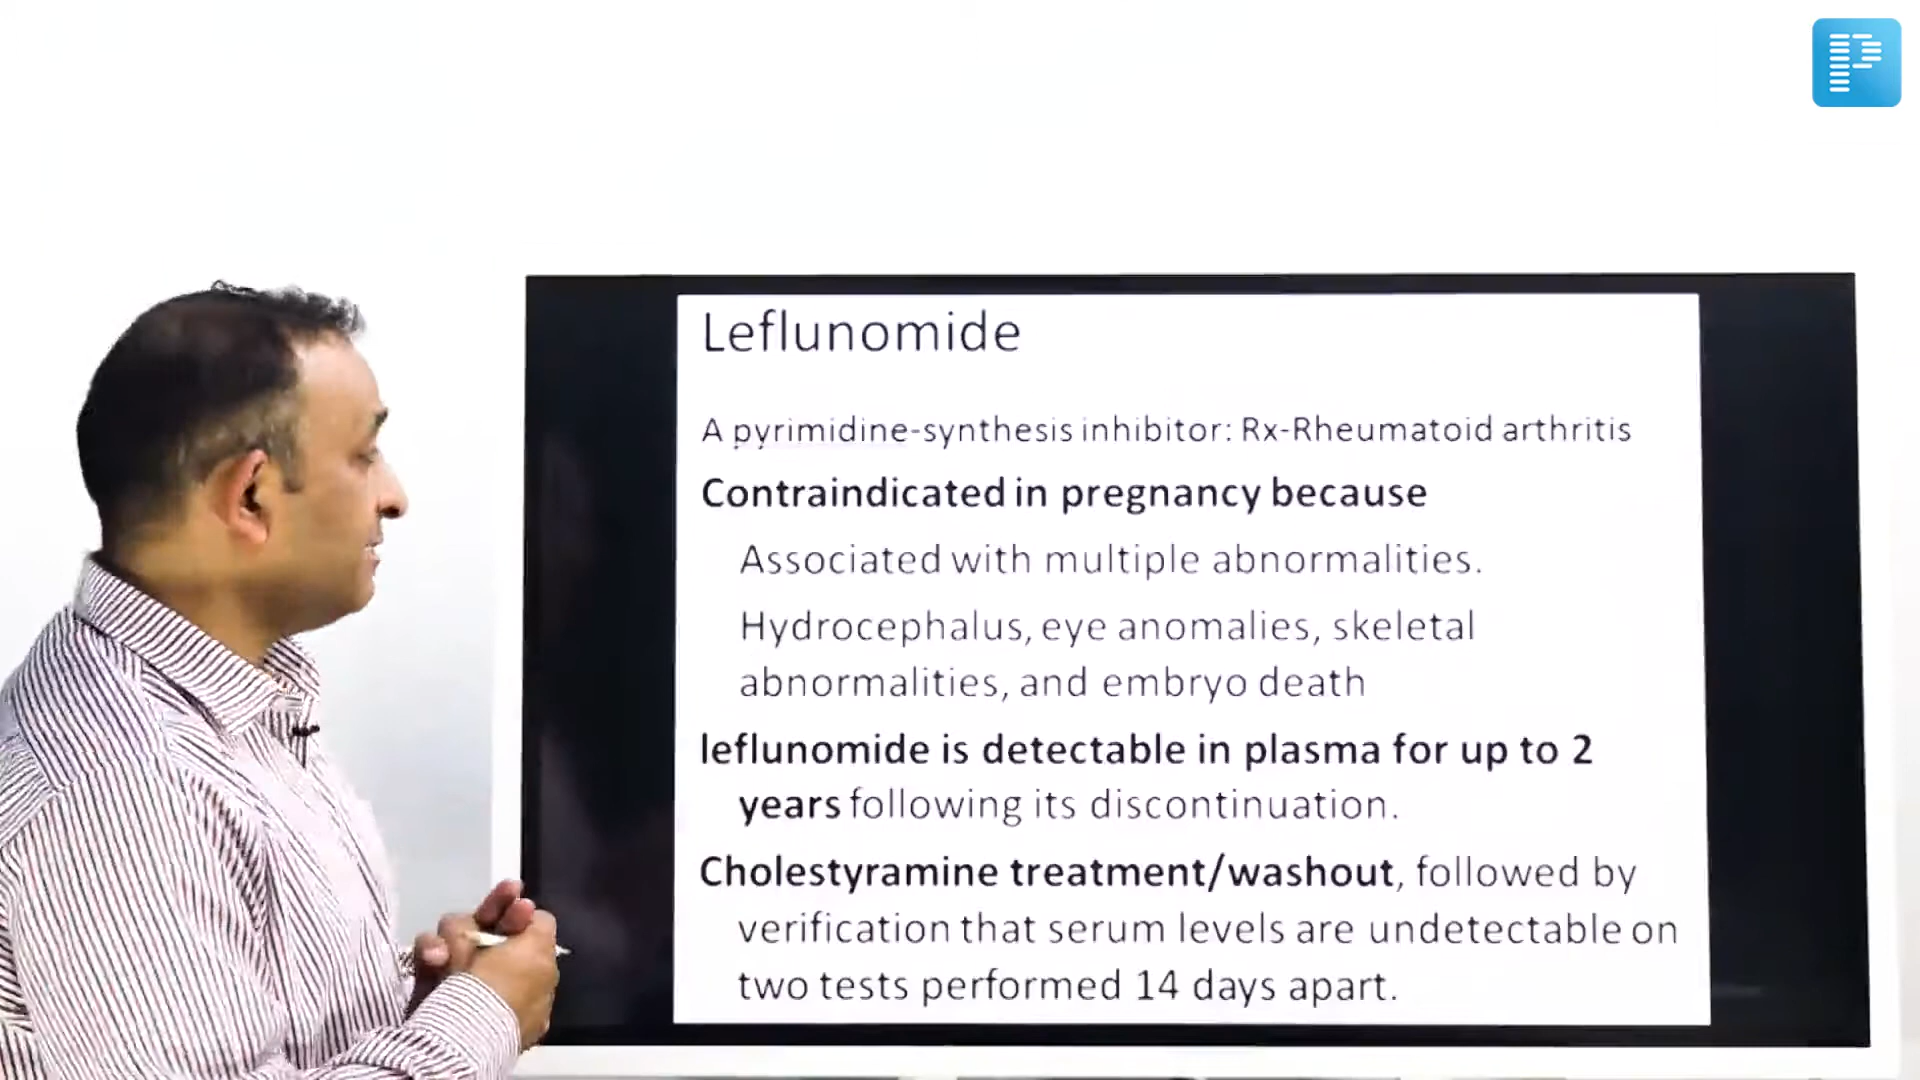 Leflunomide
A pyrimidine-synthesis inhibitor: Rx-Rheumatoid arthritis
Contraindicated in pregnancy because
Associated with multiple abnormalities.
Hydrocephalus, eye anomalies, skeletal
abnormalities, and embryo death
leflunomide is detectable in plasma for up to 2
years following its discontinuation.
Cholestyramine treatment/washout, followed by
verification that serum levels are undetectable on
two tests performed 14 days apart.
P